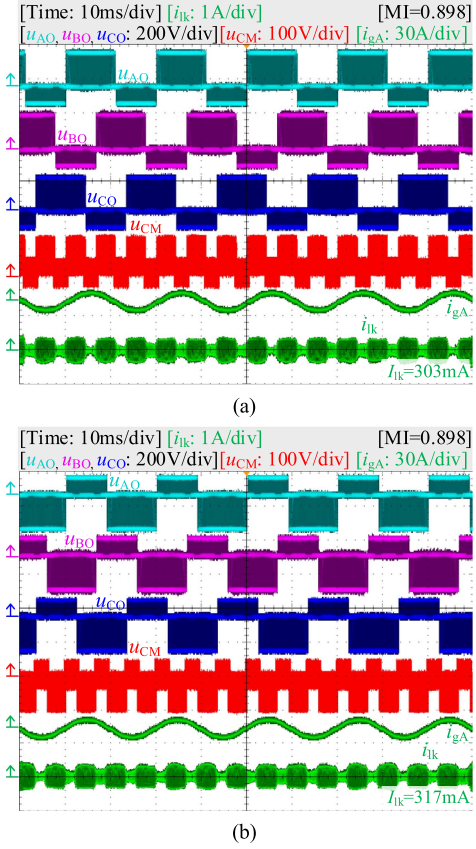 [Time: 10ms/div] [ilk: 1A/div] [MI=0.898]
[uAO, uBO, uCO: 200V/div][uCM: 100V/div] [igA: 30A/div]
uAO
uBO
uCO
uCM
igA
ilk
Ilk=303mA
(a)
[Time: 10ms/div] [ilk: 1A/div] [MI=0.898]
[uAO, uBO, uCO: 200V/div][uCM: 100V/div] [igA: 30A/div]
uAO
uBO
uCO
uCM
igA
ilk
Ilk=317mA
(b)